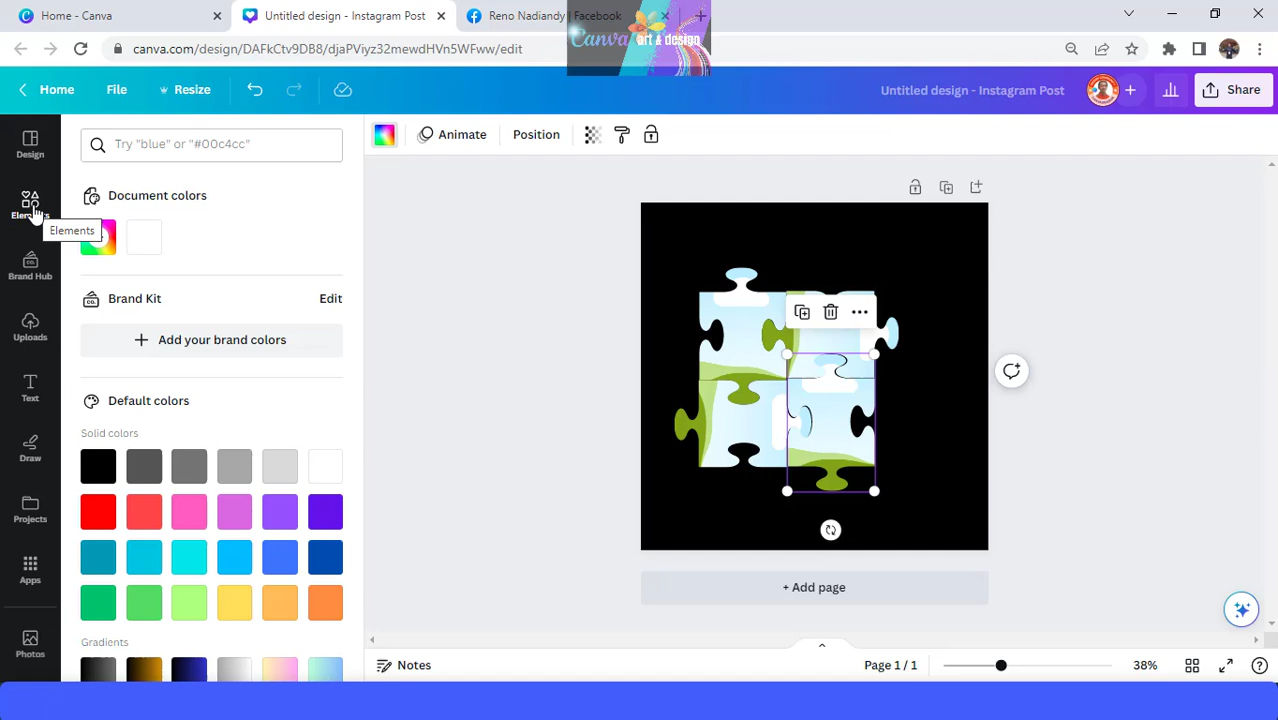 Home - Canva
Untitled design - Instagram Post
Reno Nadiandy | Facebook
Canva art & design
canva.com/design/DAFkCtv9DB8/djaPViyz32mewdHVn5WFww/edit
Home
File
Resize
Untitled design - Instagram Post
Share
Design
Elements
Elements
Brand Hub
Uploads
Text
Draw
Projects
Apps
Photos
Try "blue" or "#00c4cc"
Document colors
Brand Kit
Edit
CO.
Add your brand colors
Default colors
Solid colors
Gradients
Animate
Position
+ Add page
Notes
Page 1 / 1
38%